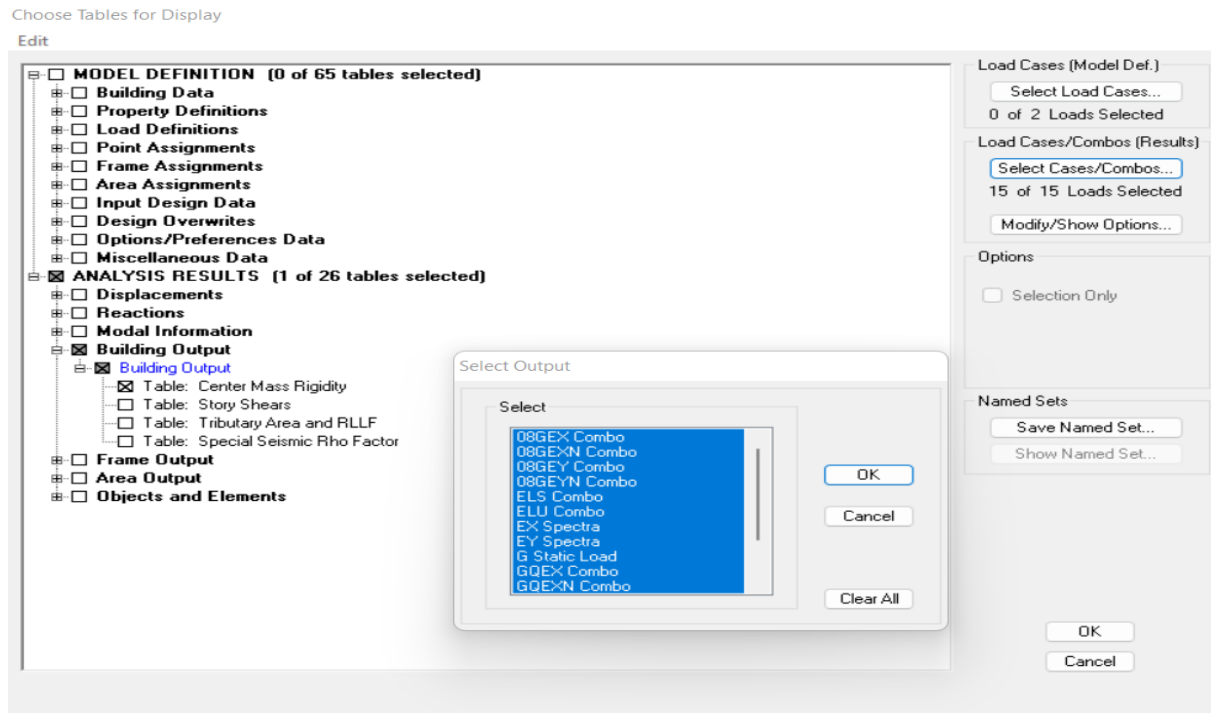 Choose Tables for Display
Edit
MODEL DEFINITION (0 of 65 tables selected)
Building Data
Property Definitions
Load Definitions
Point Assignments
Frame Assignments
Area Assignments
Input Design Data
Design Overwrites
Options/Preferences Data
Miscellaneous Data
ANALYSIS RESULTS (1 of 26 tables selected)
Displacements
Reactions
Modal Information
Building Output
Building Output
Table: Center Mass Rigidity
Table: Story Shears
Table: Tributary Area and RLLF
Table: Special Seismic Rho Factor
Frame Output
Area Output
Objects and Elements
Load Cases (Model Def.)
Select Load Cases...
0 of 2 Loads Selected
Load Cases/Combos (Results)
Select Cases/Combos...
15 of 15 Loads Selected
Modify/Show Options...
Options
Selection Only
Named Sets
Save Named Set...
Show Named Set...
OK
Cancel
Select Output
Select
08GEX Combo
08GEXN Combo
08GEY Combo
08GEYN Combo
ELS Combo
ELU Combo
EX Spectra
EY Spectra
G Static Load
GQEX Combo
GQEXN Combo
OK
Cancel
Clear All